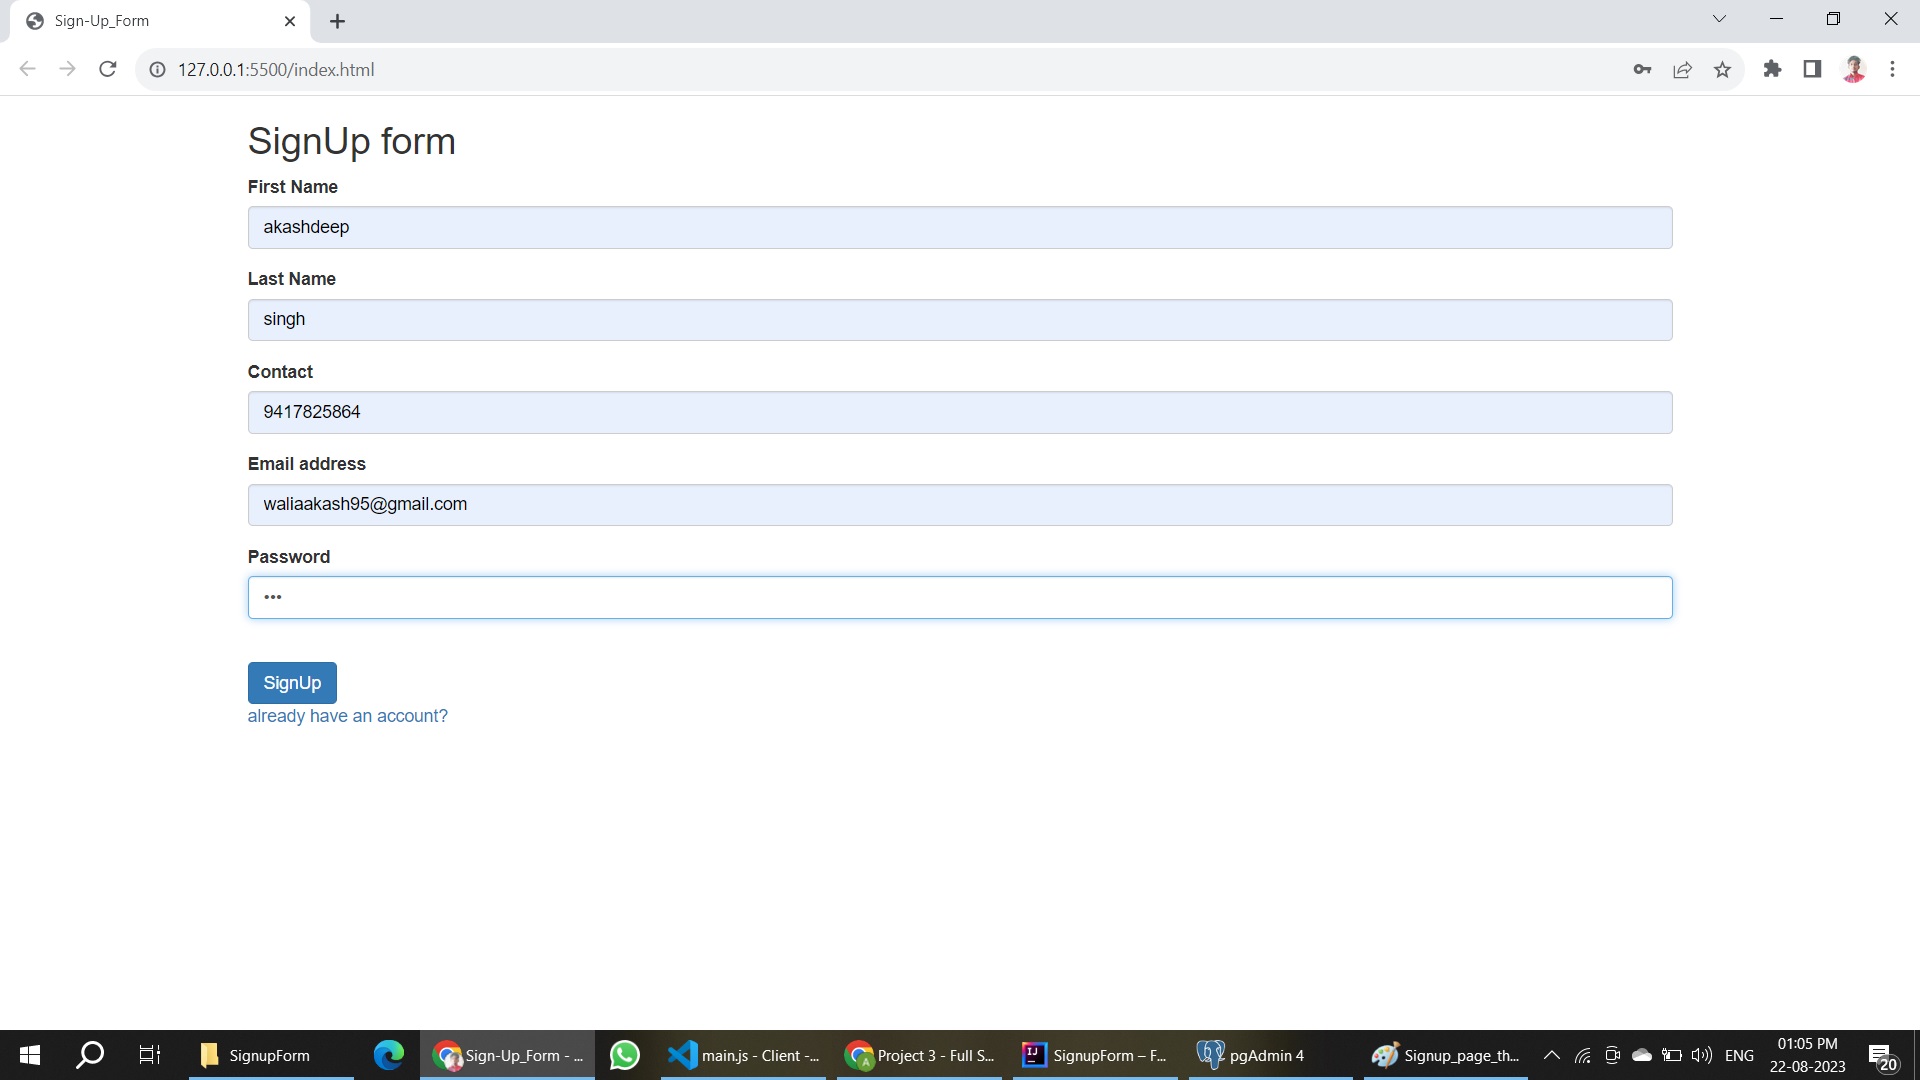 Sign-Up_Form
127.0.0.1:5500/index.html
SignUp form
First Name
akashdeep
Last Name
singh
Contact
9417825864
Email address
waliaakash95@gmail.com
Password
•••
SignUp
already have an account?
SignupForm
Sign-Up_Form - ...
main.js - Client -...
Project 3 - Full S...
SignupForm – F...
pgAdmin 4
Signup_page_th...
ENG
01:05 PM
22-08-2023
20